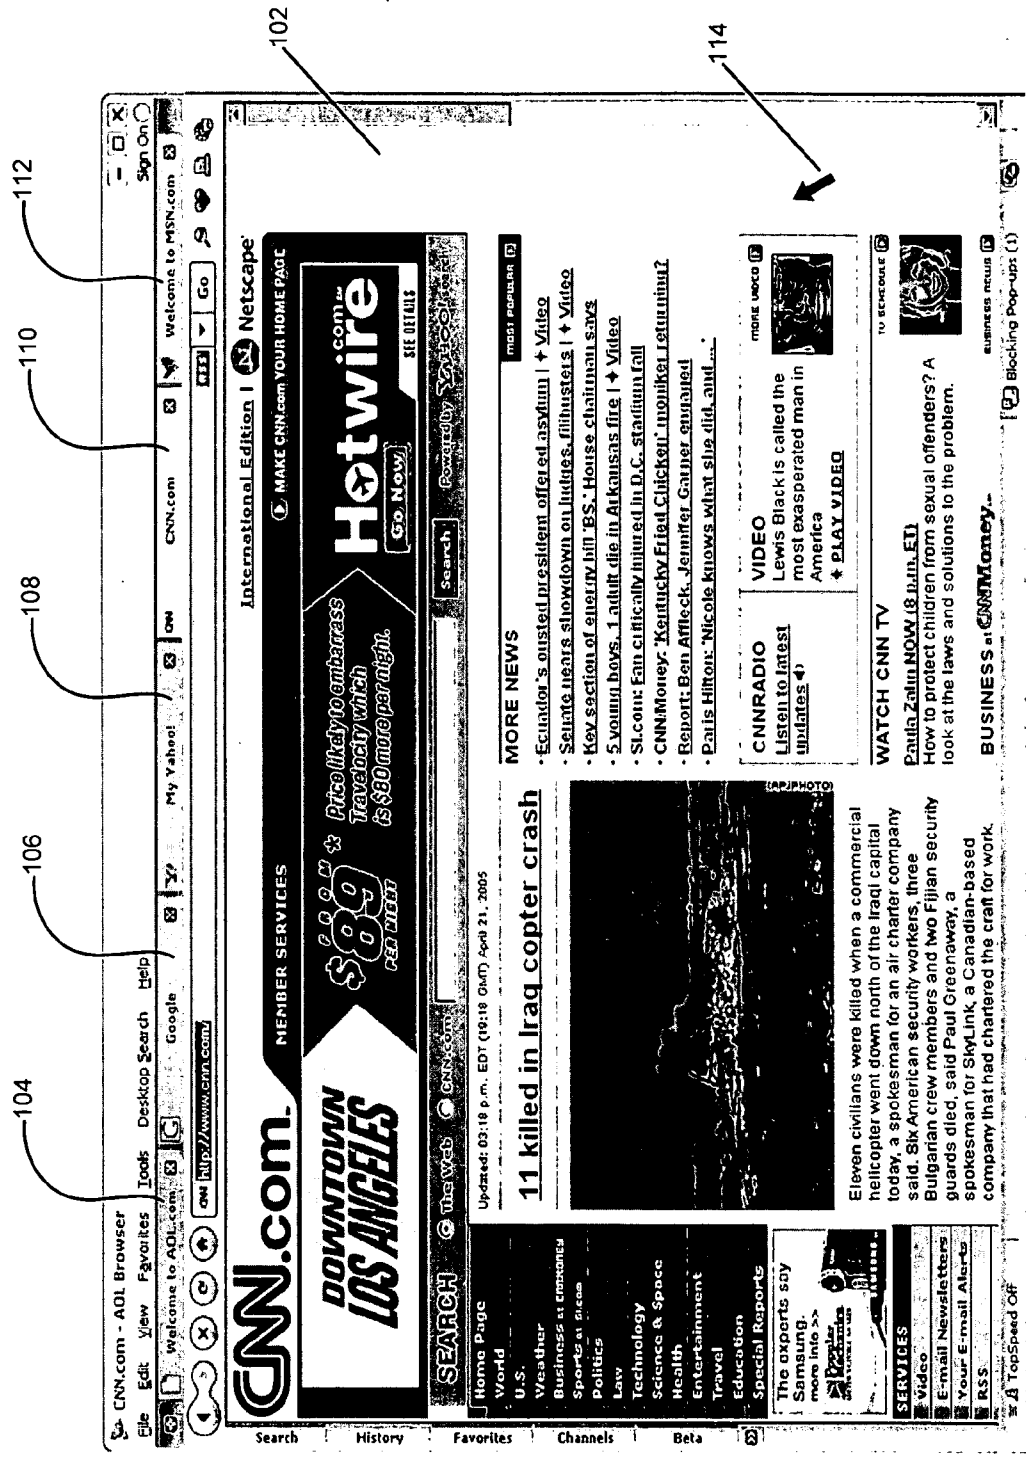 104
106
108
110
112
102
114
CNN.com - AOL Browser
File Edit View Favorites Tools Desktop Search Help
Sign On
Welcome to AOL.com
Google
My Yahoo!
CNN.com
Welcome to MSN.com
http://www.cnn.com/
RSS
Go
Search
History
Favorites
Channels
Beta
CNN.com
International Edition | Netscape
MEMBER SERVICES
MAKE CNN.com YOUR HOME PAGE
DOWNTOWN
LOS ANGELES
$89 FROM *
PER NIGHT
Price likely to embarrass
Travelocity which
is $80 more per night.
Hotwire.com
Go Now
SEE DETAILS
SEARCH
The Web
CNN.com
Search
Powered by YAHOO! search
Home Page
World
U.S.
Weather
Business at CNNMONEY
Sports at SI.com
Politics
Law
Technology
Science & Space
Health
Entertainment
Travel
Education
Special Reports
The experts say
Samsung.
more info >>
SERVICES
Video
E-mail Newsletters
Your E-mail Alerts
RSS
Updated: 03:18 p.m. EDT (19:18 GMT) April 21, 2005
11 killed in Iraq copter crash
(AP PHOTO)
Eleven civilians were killed when a commercial
helicopter went down north of the Iraqi capital
today, a spokesman for an air charter company
said. Six American security workers, three
Bulgarian crew members and two Fijian security
guards died, said Paul Greenaway, a
spokesman for SkyLink, a Canadian-based
company that had chartered the craft for work.
MORE NEWS
MOST POPULAR
· Ecuador's ousted president offered asylum | + Video
· Senate nears showdown on judges, filibusters | + Video
· Key section of energy bill 'BS,' House chairman says
· 5 young boys, 1 adult die in Arkansas fire | + Video
· SI.com: Fan critically injured in D.C. stadium fall
· CNN/Money: 'Kentucky Fried Chicken' moniker returning?
· Report: Ben Affleck, Jennifer Garner engaged
· Paris Hilton: 'Nicole knows what she did, and...'
CNNRADIO
Listen to latest
updates
VIDEO
MORE VIDEO
Lewis Black is called the
most exasperated man in
America
+ PLAY VIDEO
WATCH CNN TV
TV SCHEDULE
Paula Zahn NOW (8 p.m. ET)
How to protect children from sexual offenders? A
look at the laws and solutions to the problem.
BUSINESS at CNNMoney
BUSINESS NEWS
TopSpeed Off
Blocking Pop-ups (1)